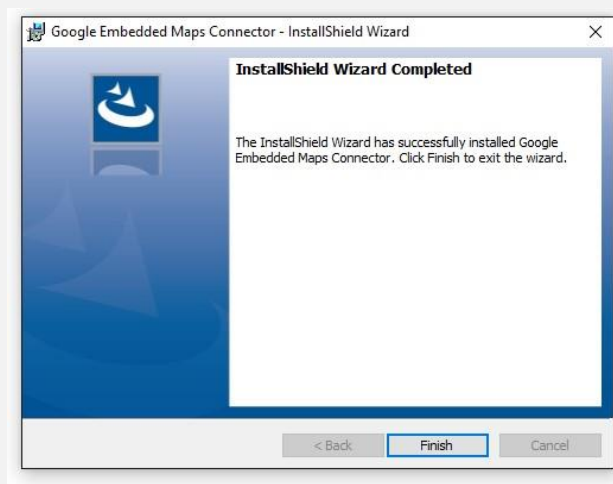 Google Embedded Maps Connector - InstallShield Wizard
InstallShield Wizard Completed
The InstallShield Wizard has successfully installed Google
Embedded Maps Connector. Click Finish to exit the wizard.
< Back Finish Cancel